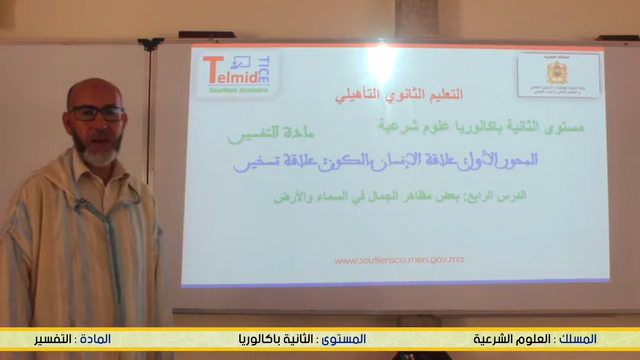 Telmid TICE
Soutien Scolaire
المملكة المغربية
التعليم الثانوي التأهيلي
مستوى الثانية باكالوريا علوم شرعية
مادة التفسير
المحور الأول: علاقة الإنسان بالكون علاقة تسخير
الدرس الرابع: بعض مظاهر الجمال في السماء والأرض
www.soutiensco.men.gov.ma
المسلك : العلوم الشرعية
المستوى : الثانية باكالوريا
المادة : التفسير